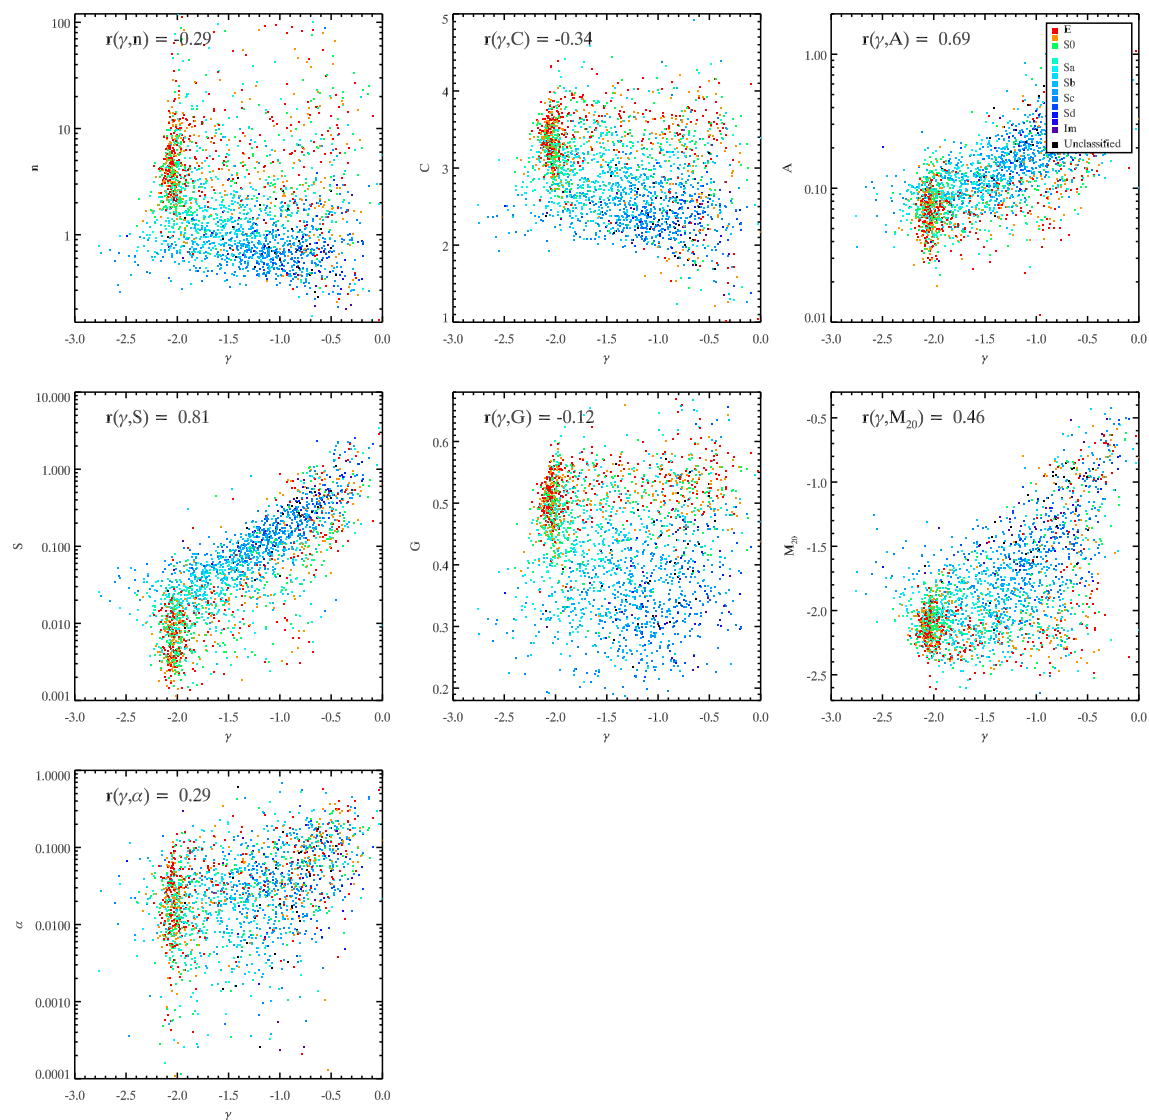 r(γ,n) = -0.29
100
10
1
n
-3.0 -2.5 -2.0 -1.5 -1.0 -0.5 0.0
γ
r(γ,C) = -0.34
5
4
3
2
1
C
-3.0 -2.5 -2.0 -1.5 -1.0 -0.5 0.0
γ
r(γ,A) = 0.69
1.00
0.10
0.01
A
-3.0 -2.5 -2.0 -1.5 -1.0 -0.5 0.0
γ
E
S0
Sa
Sb
Sc
Sd
Im
Unclassified
r(γ,S) = 0.81
10.000
1.000
0.100
0.010
0.001
S
-3.0 -2.5 -2.0 -1.5 -1.0 -0.5 0.0
γ
r(γ,G) = -0.12
0.6
0.5
0.4
0.3
0.2
G
-3.0 -2.5 -2.0 -1.5 -1.0 -0.5 0.0
γ
r(γ,M₂₀) = 0.46
-0.5
-1.0
-1.5
-2.0
-2.5
M₂₀
-3.0 -2.5 -2.0 -1.5 -1.0 -0.5 0.0
γ
r(γ,α) = 0.29
1.0000
0.1000
0.0100
0.0010
0.0001
α
-3.0 -2.5 -2.0 -1.5 -1.0 -0.5 0.0
γ